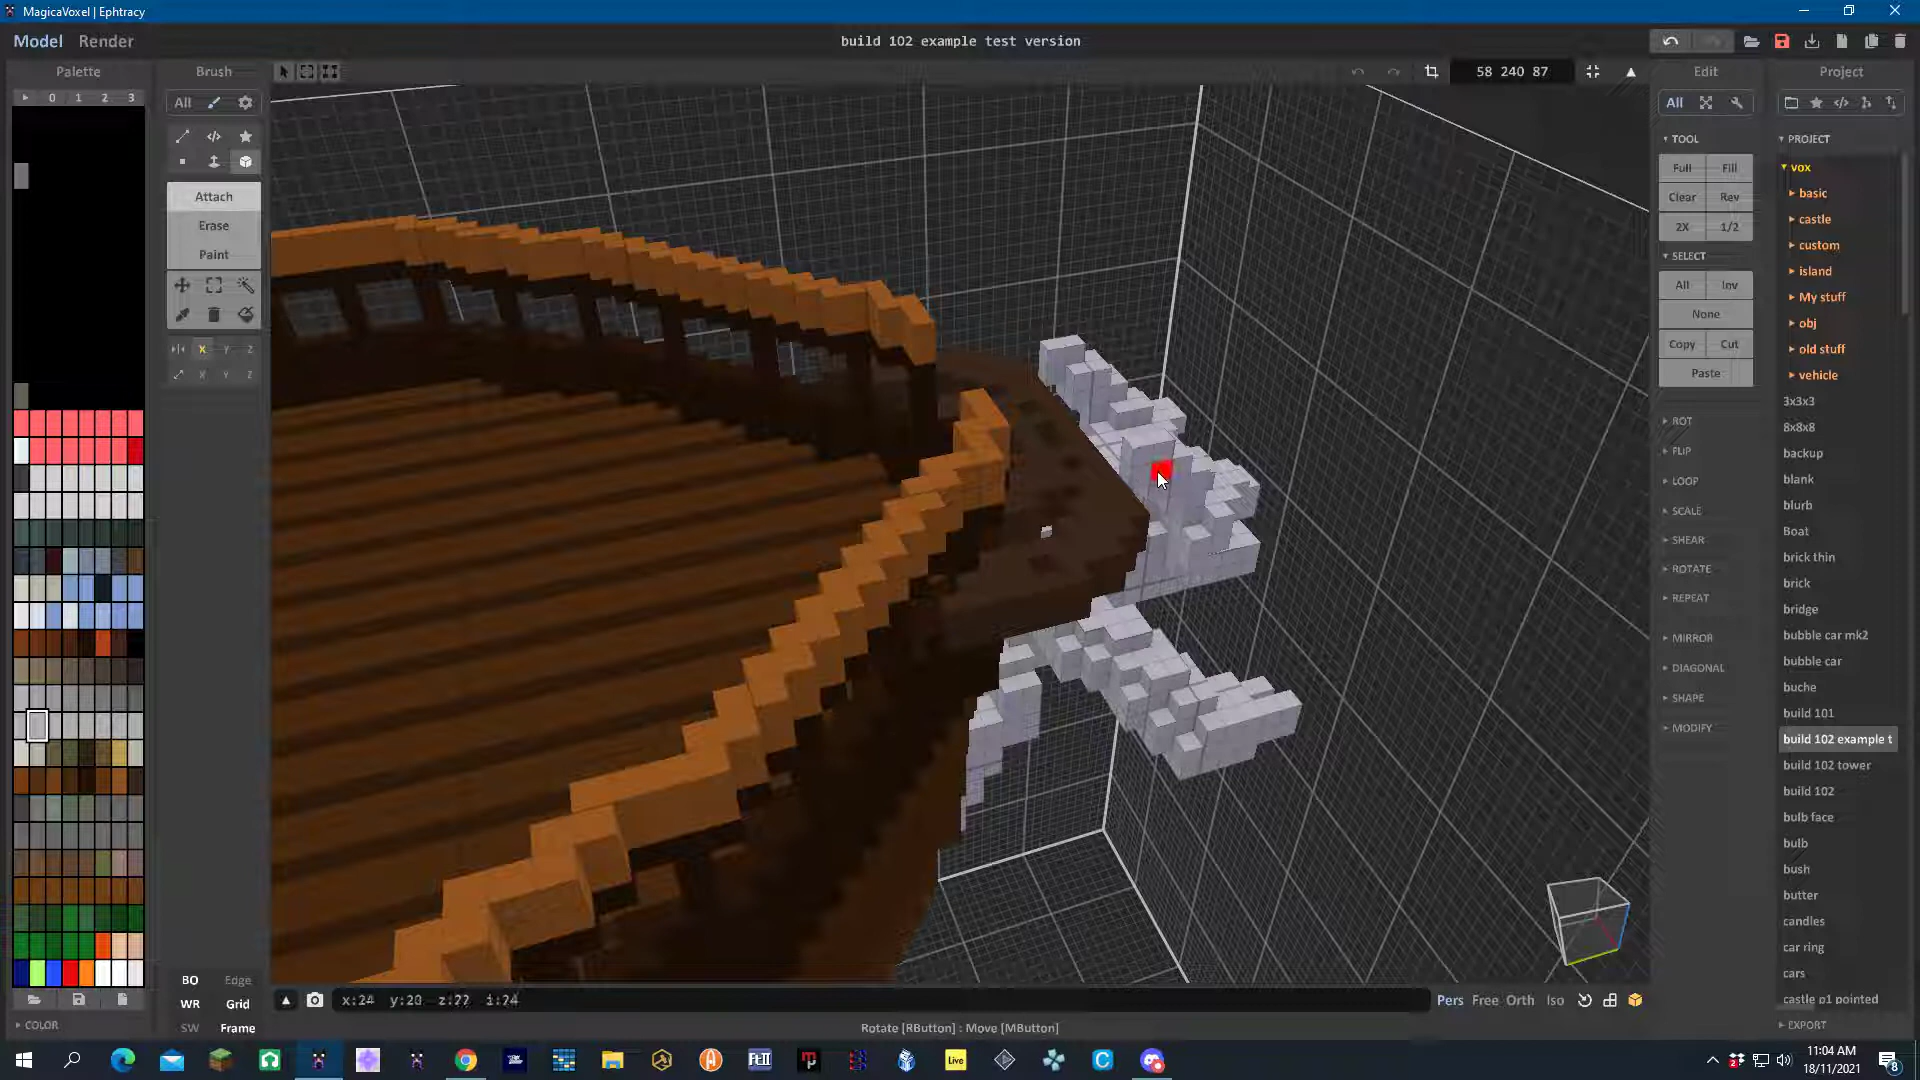 MagicaVoxel | Ephtracy
Model Render
build 102 example test version
Palette
0 1 2 3
Brush
All
Attach
Erase
Paint
X Y Z
X Y Z
58 240 87
Edit
All
TOOL
Full Fill
Clear Rev
2X 1/2
SELECT
All Inv
None
Copy Cut
Paste
ROT
FLIP
LOOP
SCALE
SHEAR
ROTATE
REPEAT
MIRROR
DIAGONAL
SHAPE
MODIFY
Project
PROJECT
vox
basic
castle
custom
island
My stuff
obj
old stuff
vehicle
3x3x3
8x8x8
backup
blank
blurb
Boat
brick thin
brick
bridge
bubble car mk2
bubble car
buche
build 101
build 102 example t
build 102 tower
build 102
bulb face
bulb
bush
butter
candles
car ring
cars
castle p1 pointed
EXPORT
BO Edge
WR Grid
SW Frame
COLOR
Pers Free Orth Iso
Rotate [RButton] : Move [MButton]
FtII
Live
11:04 AM
18/11/2021
8